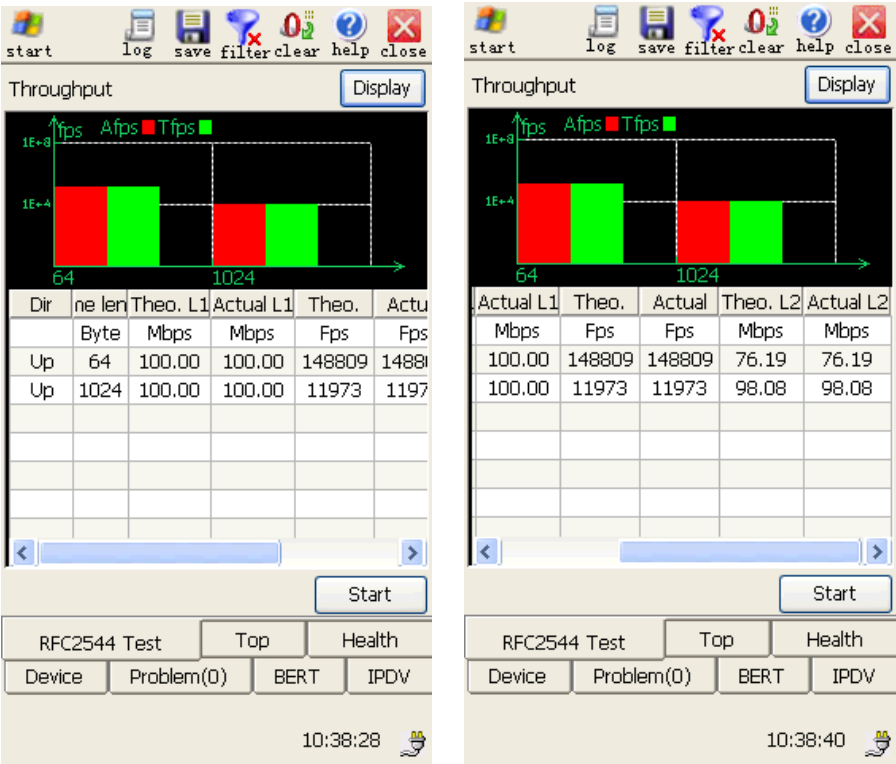 start log save filter clear help close
Throughput Display
fps Afps Tfps
1E+8
1E+4
64 1024
Dir ne len Theo. L1 Actual L1 Theo. Actu
Byte Mbps Mbps Fps Fps
Up 64 100.00 100.00 148809 1488
Up 1024 100.00 100.00 11973 1197
Start
RFC2544 Test Top Health
Device Problem(0) BERT IPDV
10:38:28
start log save filter clear help close
Throughput Display
fps Afps Tfps
1E+8
1E+4
64 1024
Actual L1 Theo. Actual Theo. L2 Actual L2
Mbps Fps Fps Mbps Mbps
100.00 148809 148809 76.19 76.19
100.00 11973 11973 98.08 98.08
Start
RFC2544 Test Top Health
Device Problem(0) BERT IPDV
10:38:40